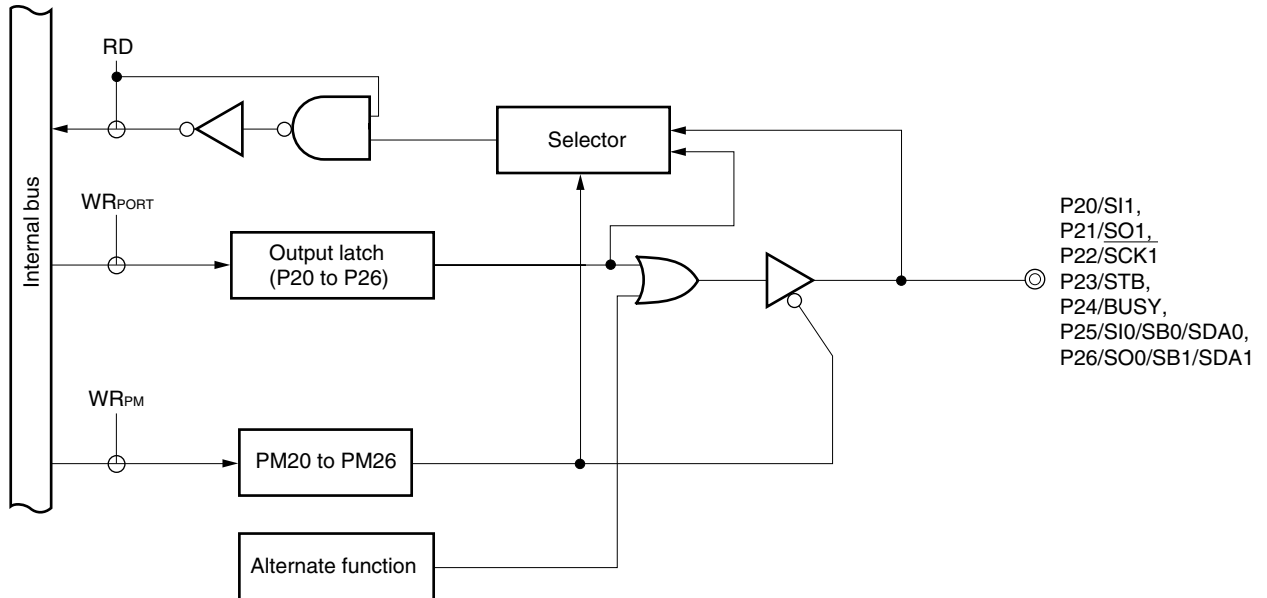 RD
Internal bus
Selector
WRPORT
Output latch
(P20 to P26)
P20/SI1,
P21/SO1,
P22/SCK1
P23/STB,
P24/BUSY,
P25/SI0/SB0/SDA0,
P26/SO0/SB1/SDA1
WRPM
PM20 to PM26
Alternate function